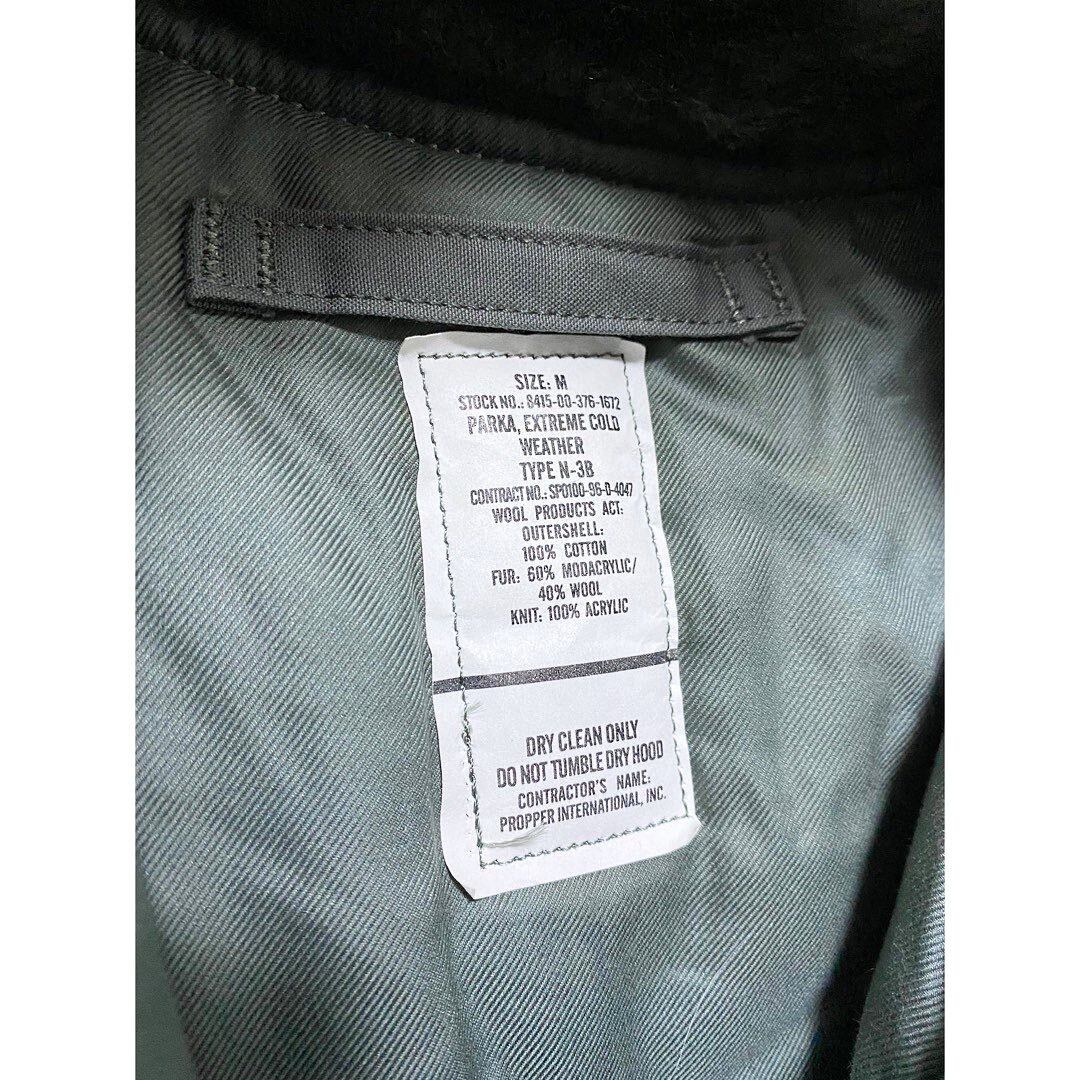 SIZE: M
STOCK NO.: 8415-00-376-1672
PARKA, EXTREME COLD
WEATHER
TYPE N-3B
CONTRACT NO.: SP0100-96-D-4047
WOOL PRODUCTS ACT:
OUTERSHELL:
100% COTTON
FUR: 60% MODACRYLIC/
40% WOOL
KNIT: 100% ACRYLIC
DRY CLEAN ONLY
DO NOT TUMBLE DRY HOOD
CONTRACTOR'S NAME:
PROPPER INTERNATIONAL, INC.